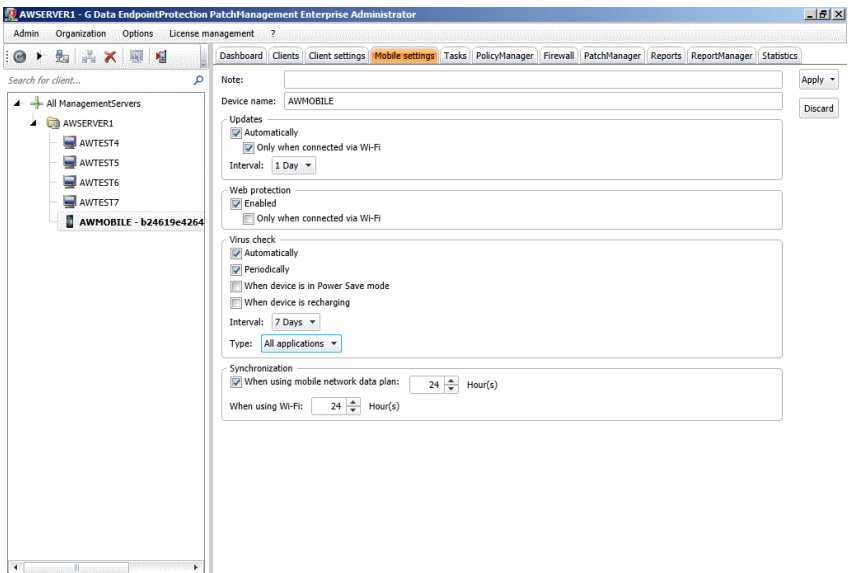 AWSERVER1 - G Data EndpointProtection PatchManagement Enterprise Administrator
Admin Organization Options License management ?
Dashboard Clients Client settings Mobile settings Tasks PolicyManager Firewall PatchManager Reports ReportManager Statistics
Search for client...
All ManagementServers
AWSERVER1
AWTEST4
AWTEST5
AWTEST6
AWTEST7
AWMOBILE - b24619e4264
Note:
Apply
Device name: AWMOBILE
Discard
Updates
Automatically
Only when connected via Wi-Fi
Interval: 1 Day
Web protection
Enabled
Only when connected via Wi-Fi
Virus check
Automatically
Periodically
When device is in Power Save mode
When device is recharging
Interval: 7 Days
Type: All applications
Synchronization
When using mobile network data plan: 24 Hour(s)
When using Wi-Fi: 24 Hour(s)